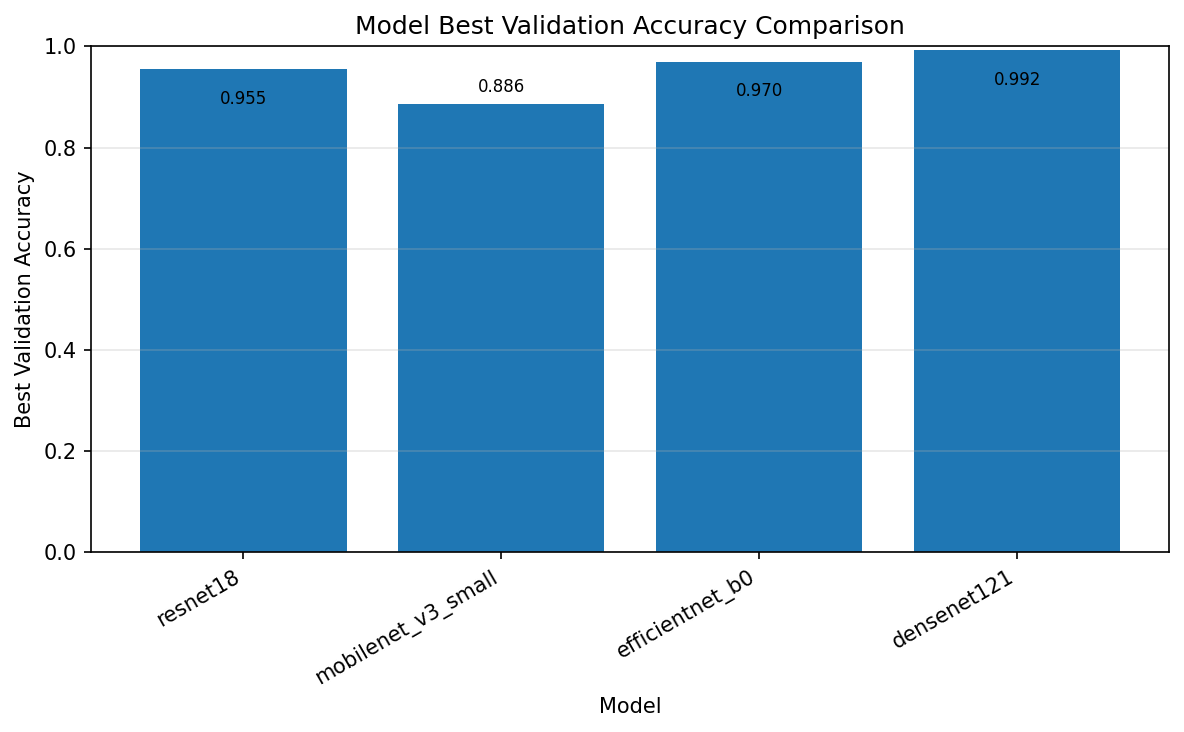 Model Best Validation Accuracy Comparison
1.0
0.8
0.6
0.4
0.2
0.0
Best Validation Accuracy
0.955
0.886
0.970
0.992
resnet18
mobilenet_v3_small
efficientnet_b0
densenet121
Model